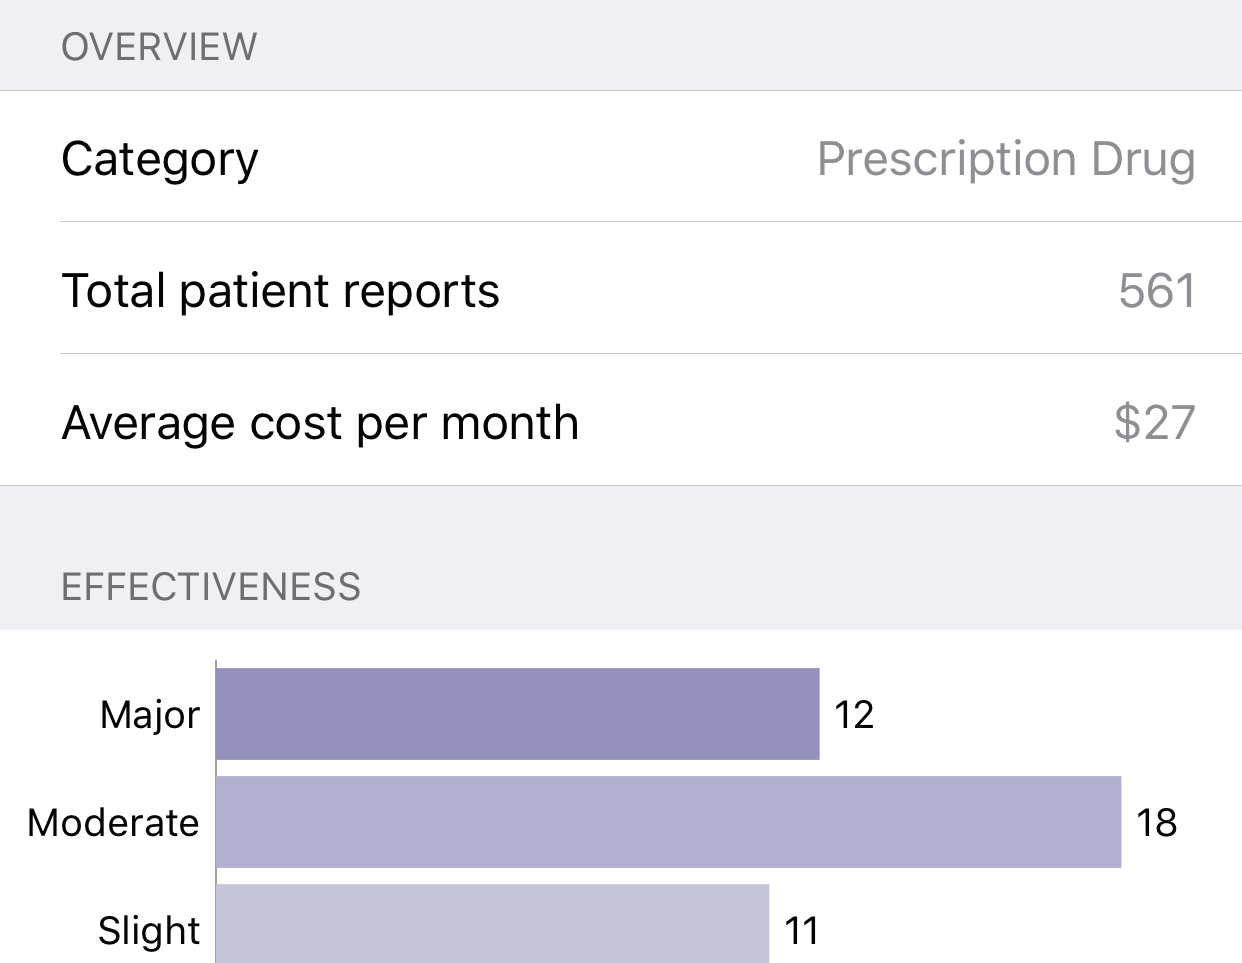 OVERVIEW
Category Prescription Drug
Total patient reports 561
Average cost per month $27
EFFECTIVENESS
Major 12
Moderate 18
Slight 11